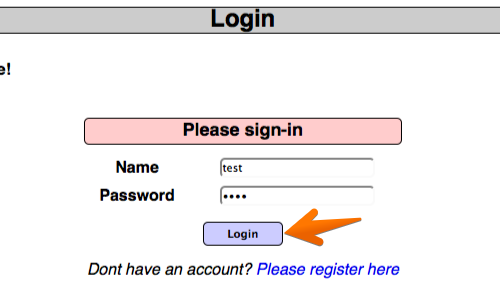 Login
e!
Please sign-in
Name test
Password ••••
Login
Dont have an account? Please register here